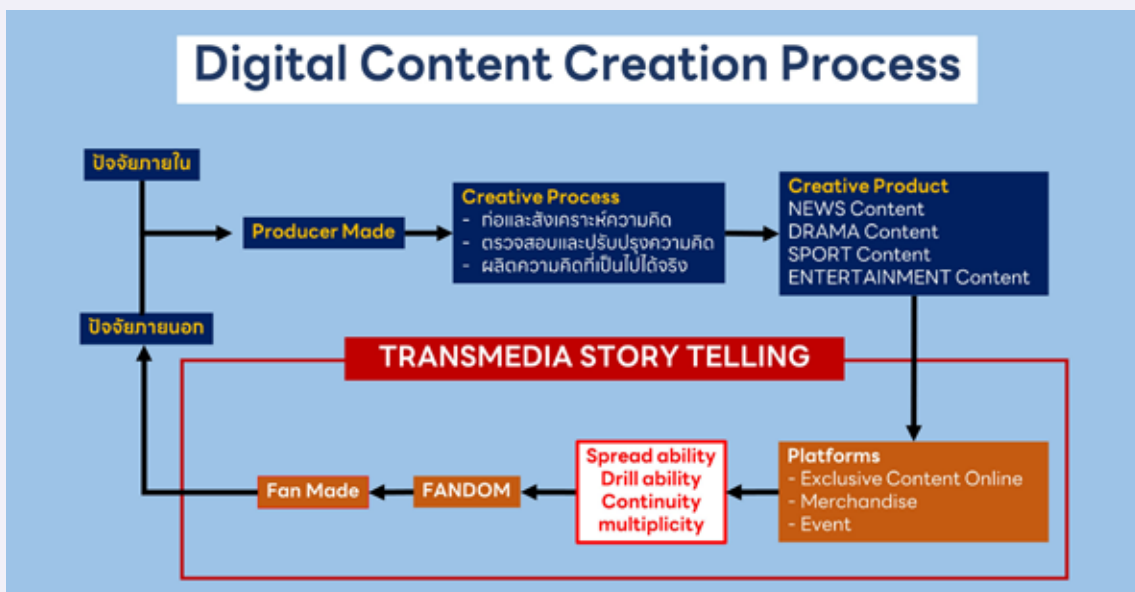 Digital Content Creation Process
ปัจจัยภายใน
Producer Made
Creative Process
- ก่อและสังเคราะห์ความคิด
- ตรวจสอบและปรับปรุงความคิด
- ผลิตความคิดที่เป็นไปได้จริง
Creative Product
NEWS Content
DRAMA Content
SPORT Content
ENTERTAINMENT Content
ปัจจัยภายนอก
TRANSMEDIA STORY TELLING
Platforms
- Exclusive Content Online
- Merchandise
- Event
Spread ability
Drill ability
Continuity
multiplicity
FANDOM
Fan Made